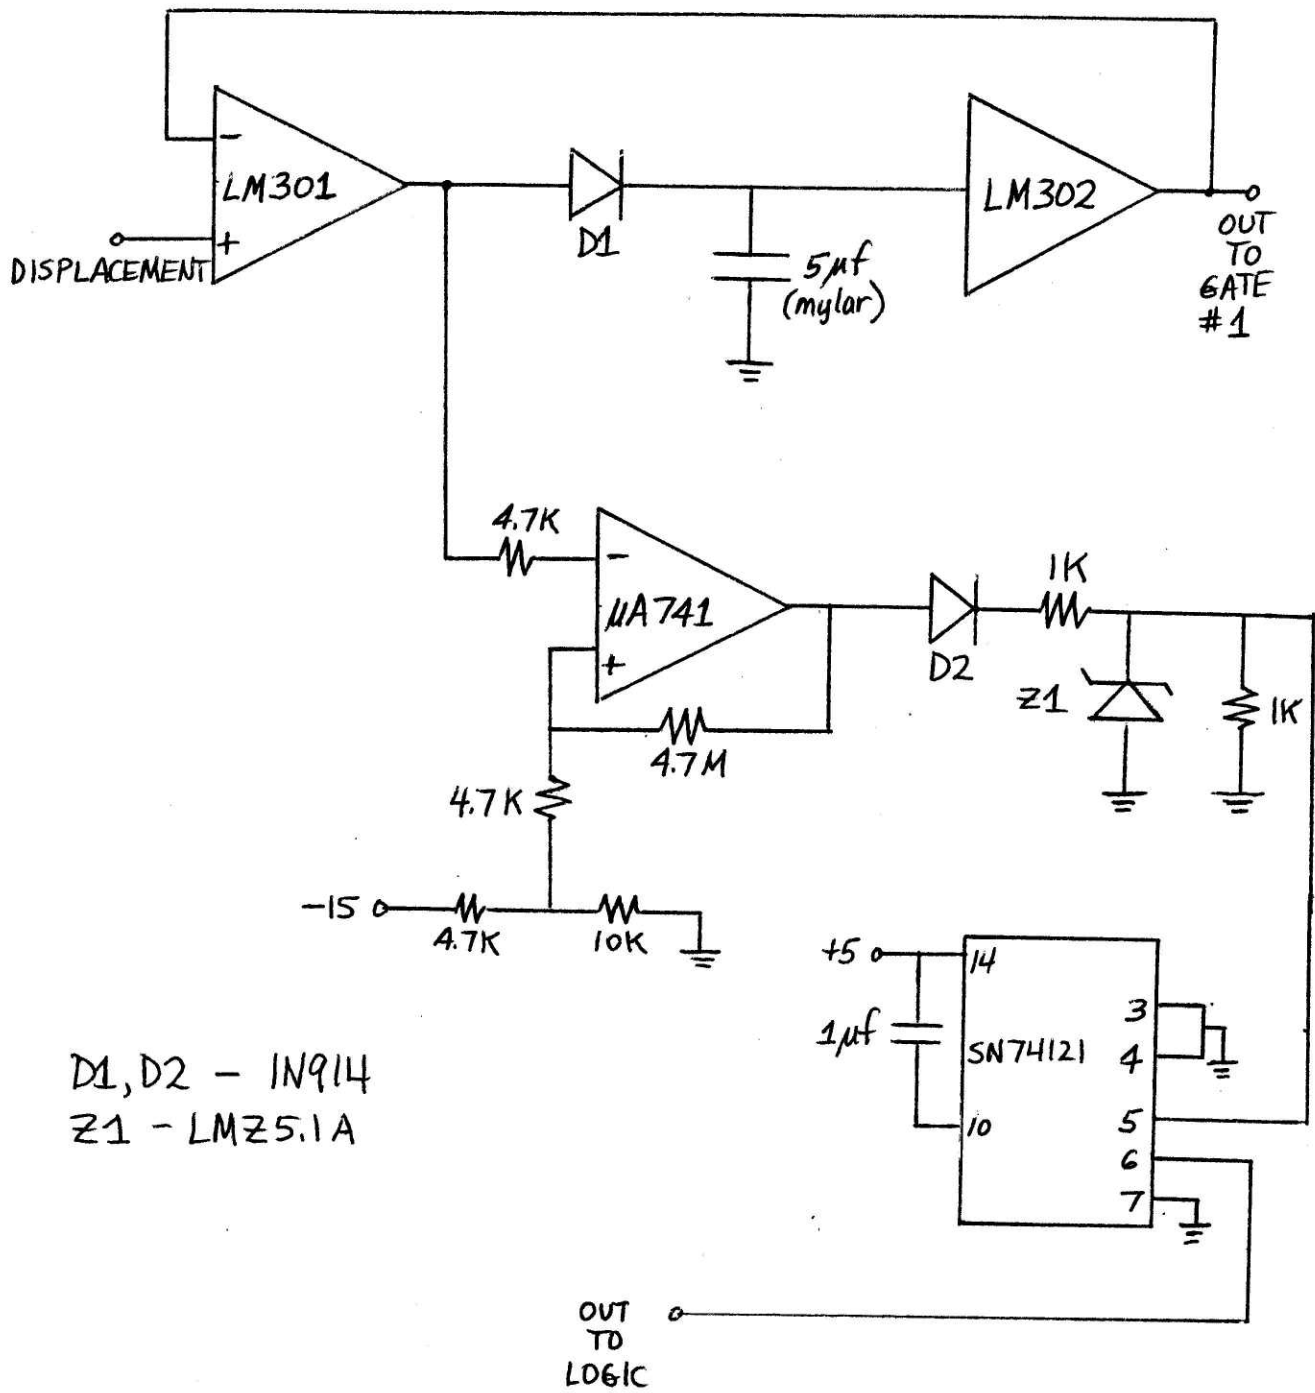 −
LM301
+
DISPLACEMENT
D1
5µf
(mylar)
LM302
OUT
TO
GATE
#1
4.7K
−
µA741
+
4.7M
4.7K
−15
4.7K
10K
D2
1K
Z1
1K
+5
1µf
14
SN74121
10
3
4
5
6
7
D1, D2 − 1N914
Z1 − LMZ5.1A
OUT
TO
LOGIC